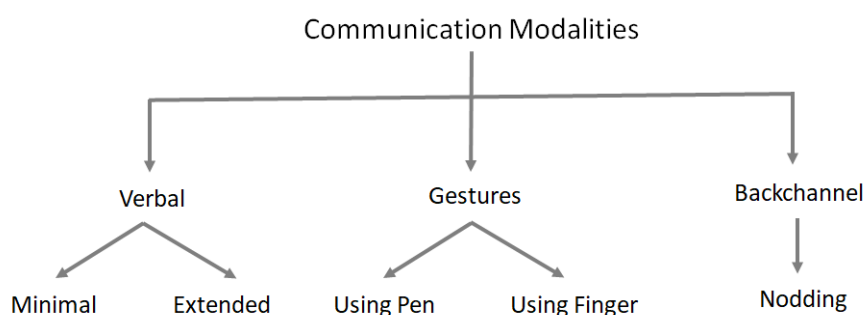 Communication Modalities
Verbal Gestures Backchannel
Minimal Extended Using Pen Using Finger Nodding